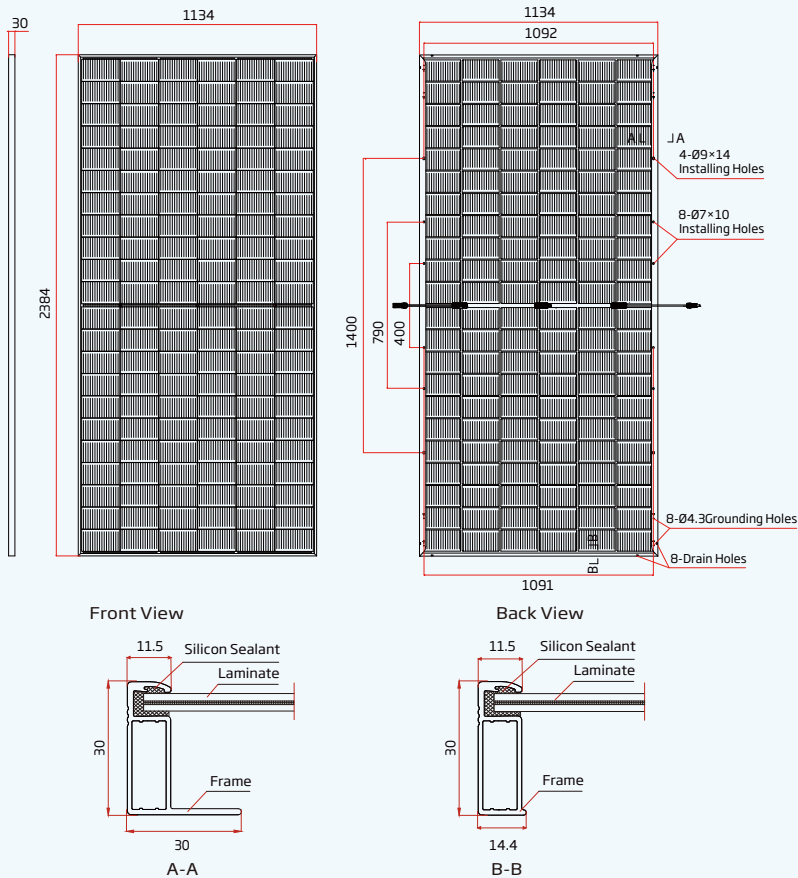 1134
30
2384
Front View
1134
1092
A
A
4-Ø9×14
Installing Holes
8-Ø7×10
Installing Holes
1400
790
400
8-Ø4.3Grounding Holes
B
B
8-Drain Holes
1091
Back View
11.5
Silicon Sealant
Laminate
30
Frame
30
A-A
11.5
Silicon Sealant
Laminate
30
Frame
14.4
B-B